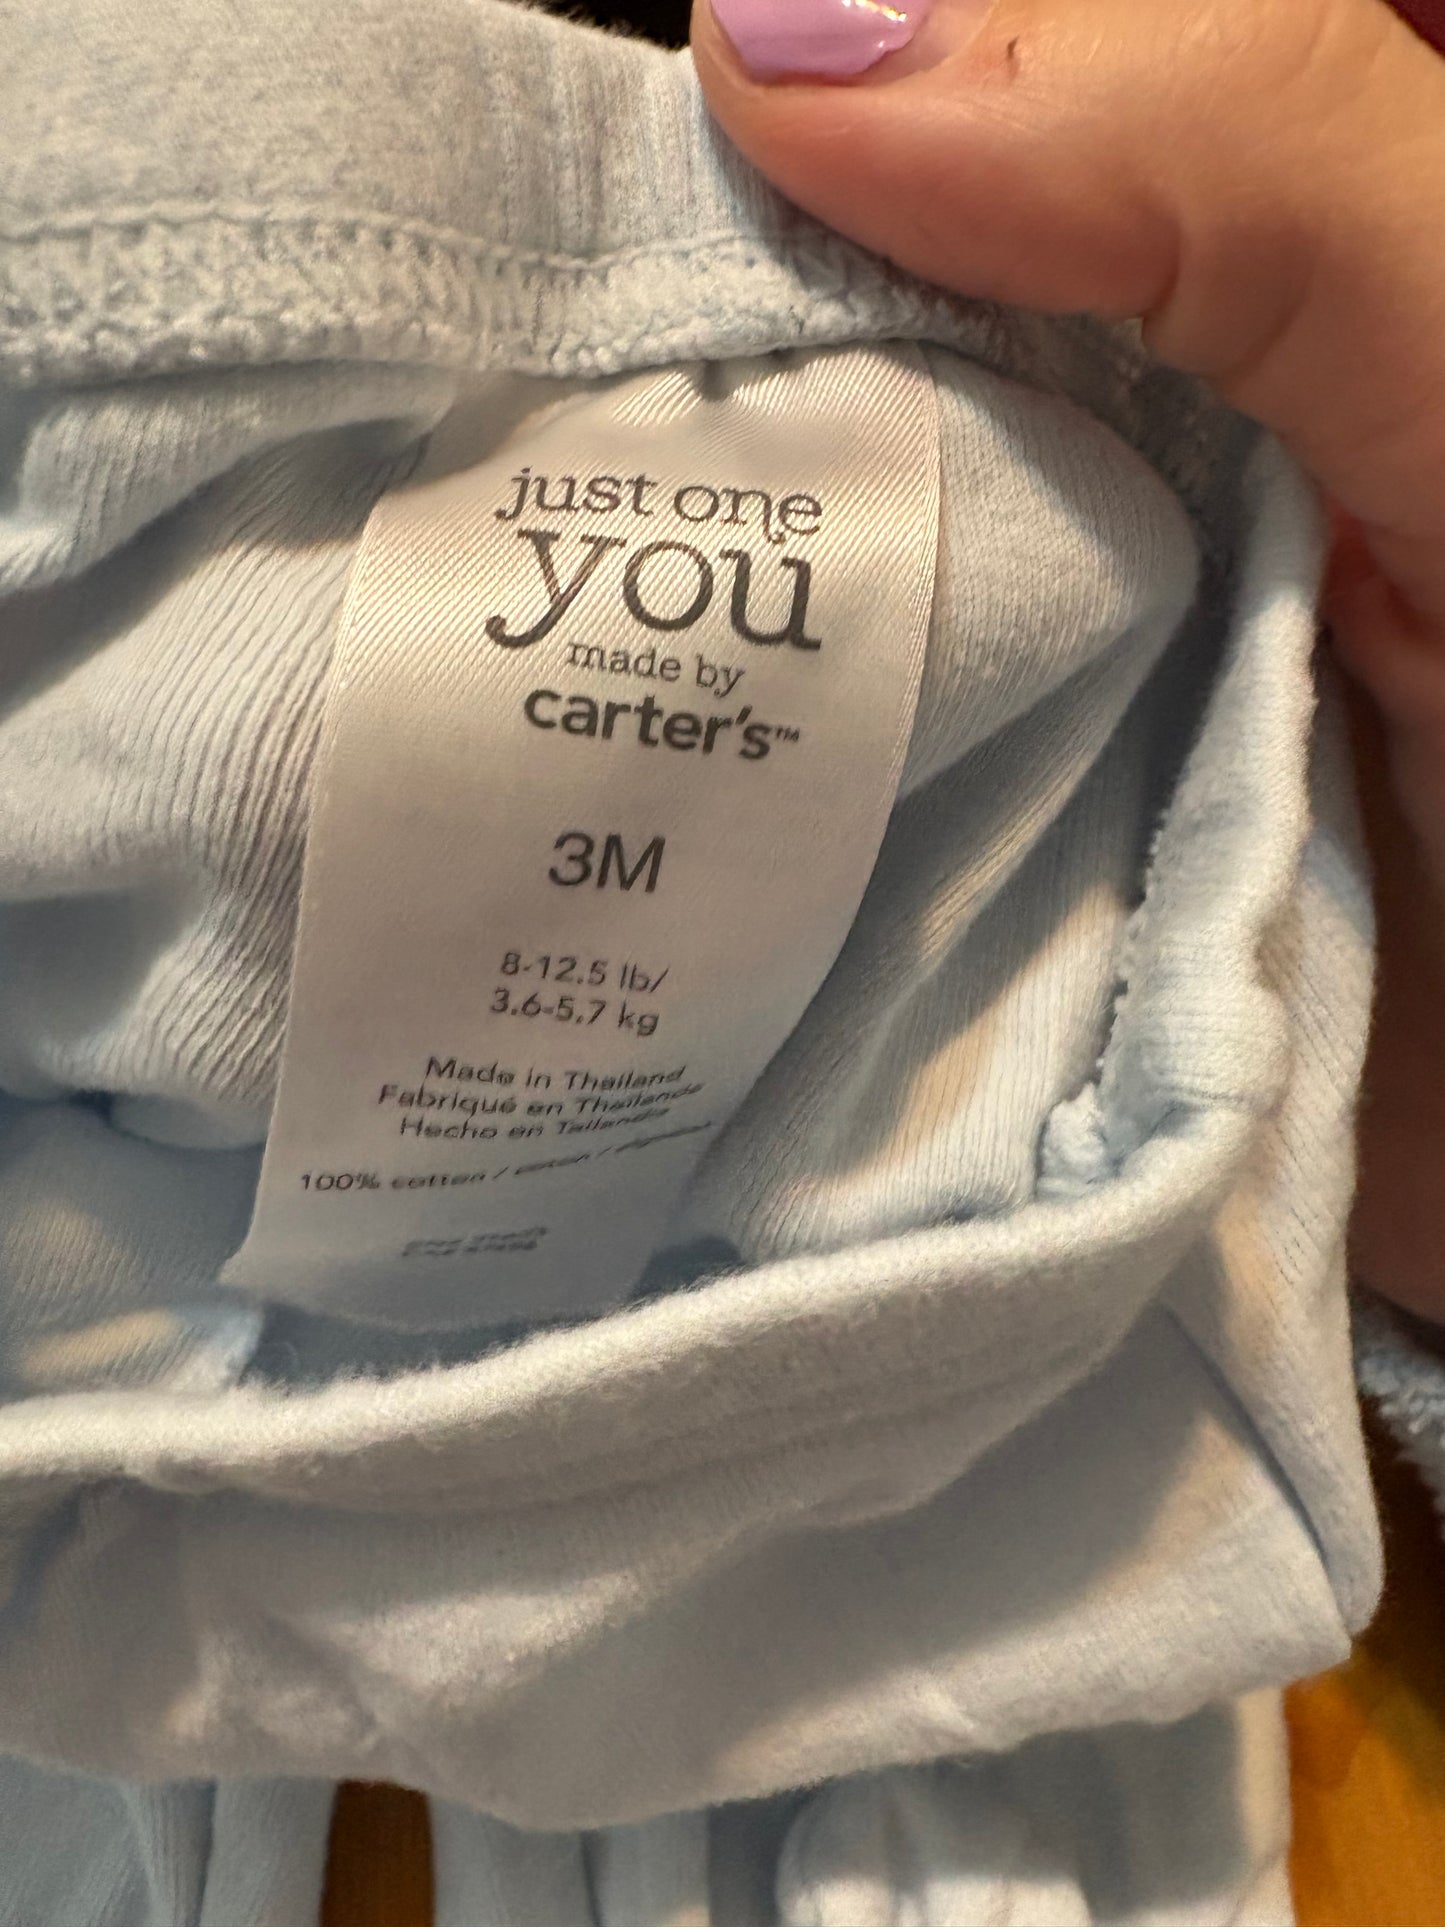 just one
you
made by
carter's™
3M
8-12.5 lb/
3.6-5.7 kg
Made in Thailand
Fabriqué en Thaïlande
Hecho en Tailandia
100% cotton /